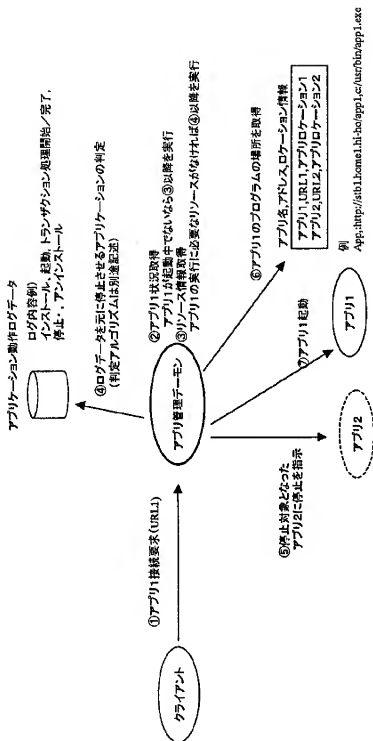 アプリケーション動作ログデータ
ログ内容例)
インストール, 起動, トランザクション処理開始／完了,
停止・, アンインストール
④ログデータを元に停止させるアプリケーションの判定
(判定アルゴリズムは別途記述)
②アプリ1状況取得
アプリ1が起動中でないなら③以降を実行
③リソース情報取得
アプリ1の実行に必要なリソースがなければ④以降を実行
アプリ管理デーモン
①アプリ1接続要求(URL1)
クライアント
⑥アプリ1のプログラムの場所を取得
アプリ名, アドレス, ロケーション情報
アプリ1, URL1, アプリロケーション1
アプリ2, URL2, アプリロケーション2
⑦アプリ1起動
⑤停止対象となった
アプリ2に停止を指示
アプリ2
アプリ1
例
App1;http://stb1.home1.hi-ho/app1,c:/usr/bin/app1.exe